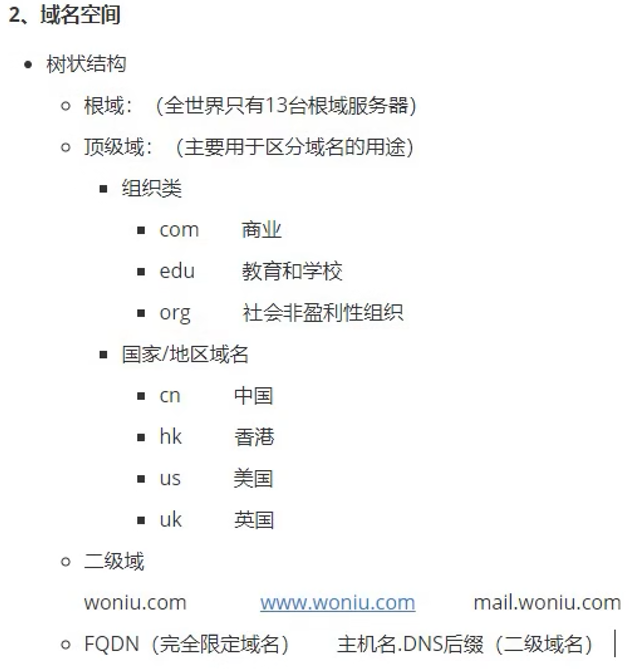 2、域名空间
树状结构
根域：（全世界只有13台根域服务器）
顶级域：（主要用于区分域名的用途）
组织类
com 商业
edu 教育和学校
org 社会非盈利性组织
国家/地区域名
cn 中国
hk 香港
us 美国
uk 英国
二级域
woniu.com www.woniu.com mail.woniu.com
FQDN（完全限定域名） 主机名.DNS后缀（二级域名）